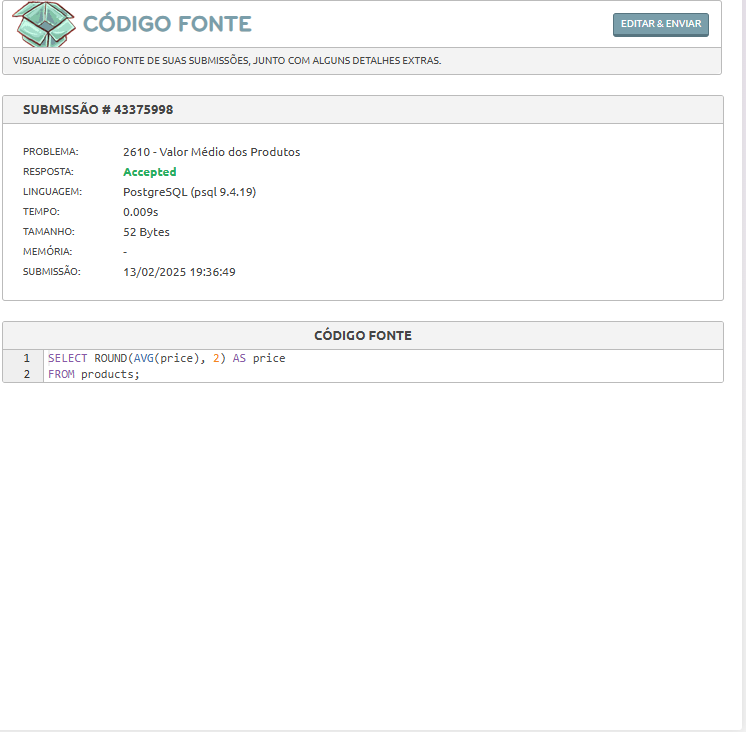 CÓDIGO FONTE
EDITAR & ENVIAR
VISUALIZE O CÓDIGO FONTE DE SUAS SUBMISSÕES, JUNTO COM ALGUNS DETALHES EXTRAS.
SUBMISSÃO # 43375998
PROBLEMA: 2610 - Valor Médio dos Produtos
RESPOSTA: Accepted
LINGUAGEM: PostgreSQL (psql 9.4.19)
TEMPO: 0.009s
TAMANHO: 52 Bytes
MEMÓRIA: -
SUBMISSÃO: 13/02/2025 19:36:49
CÓDIGO FONTE
1 SELECT ROUND(AVG(price), 2) AS price
2 FROM products;